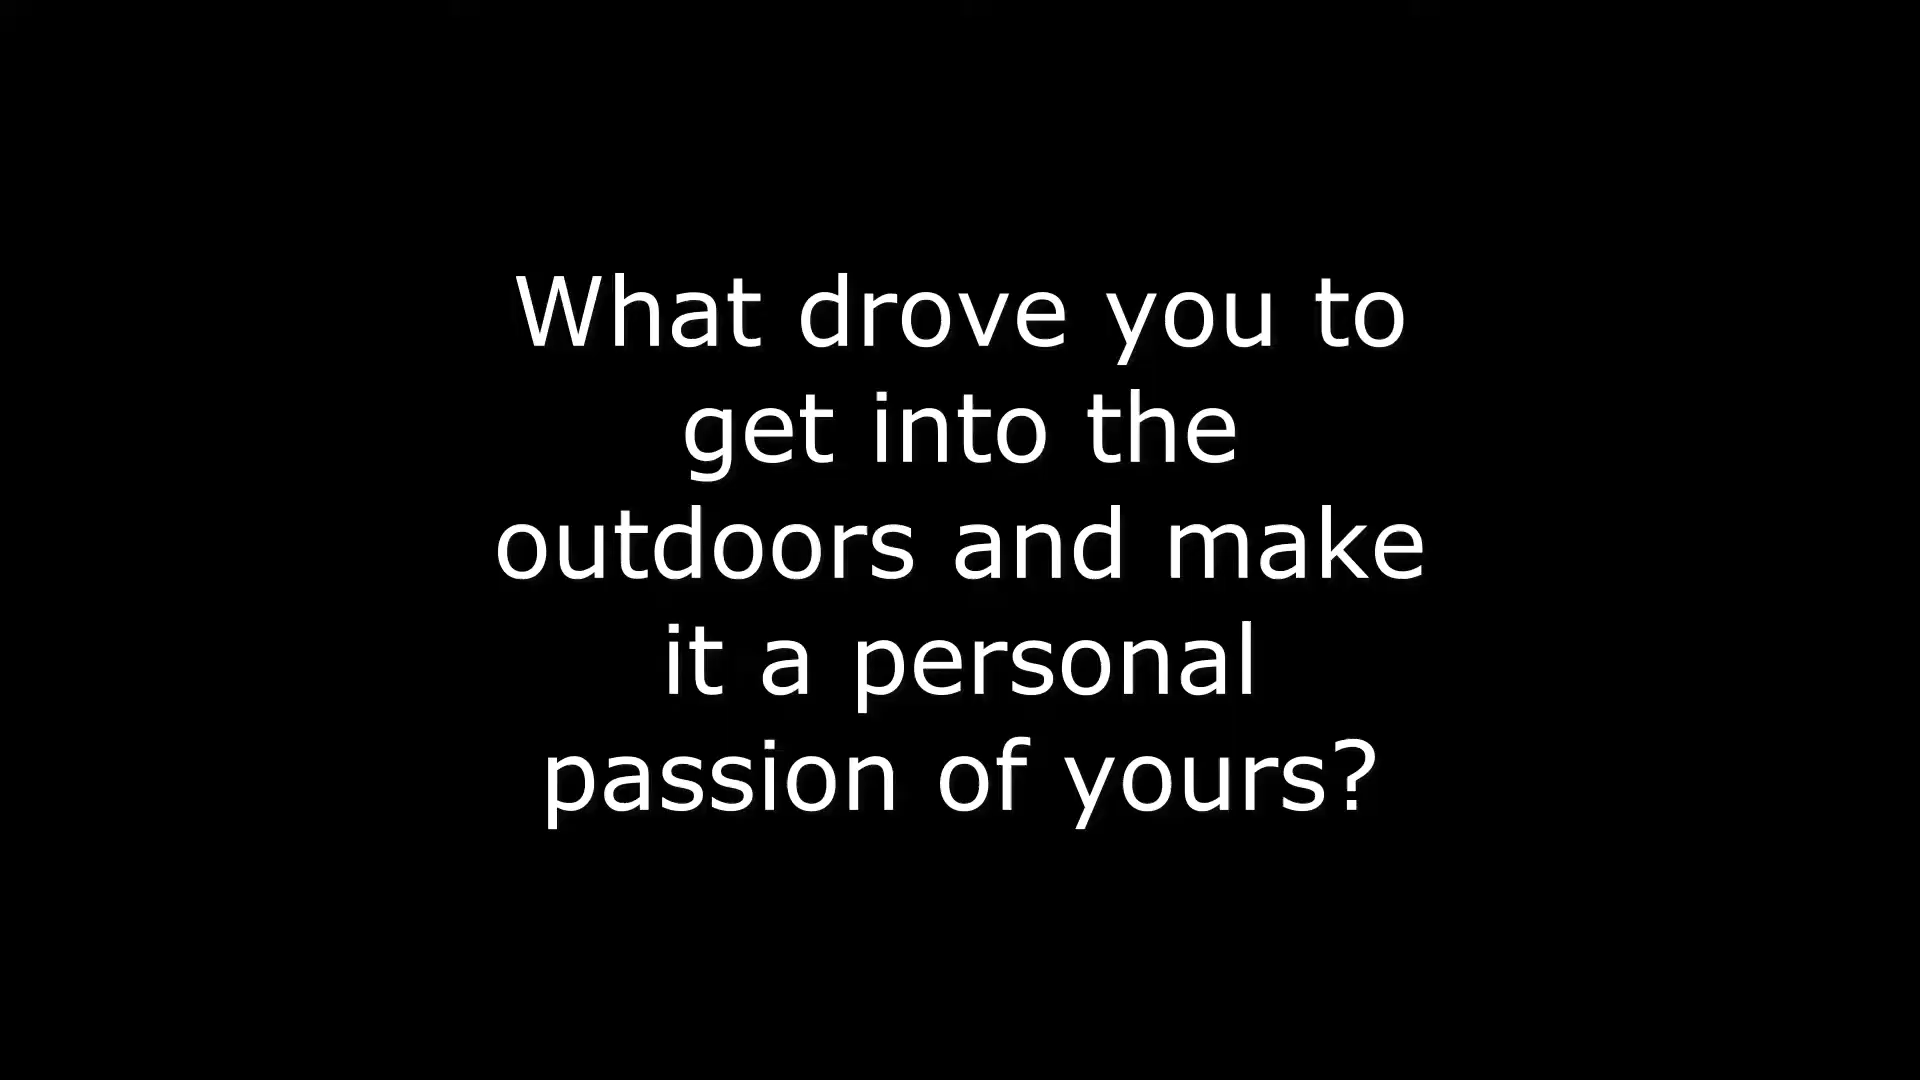 What drove you to
get into the
outdoors and make
it a personal
passion of yours?